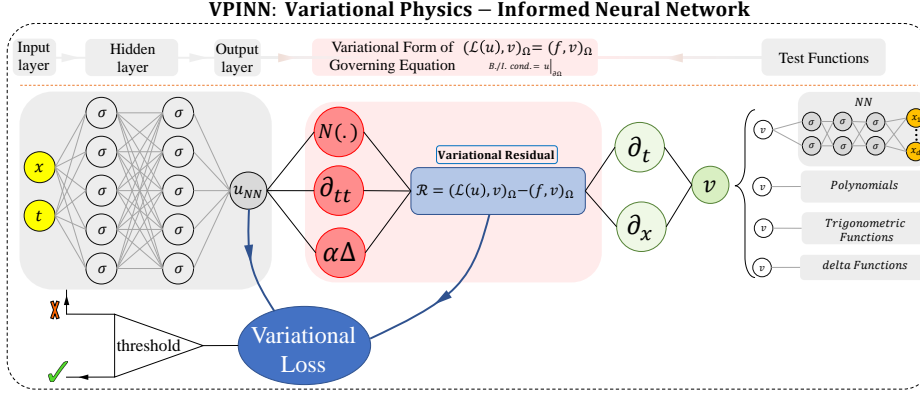 VPINN: Variational Physics − Informed Neural Network
Input
layer
Hidden
layer
Output
layer
Variational Form of (ℒ(u), v)Ω = (f, v)Ω
Governing Equation B./I. cond. = u|∂Ω
Test Functions
σ
σ
σ
σ
σ
σ
σ
σ
σ
σ
x
t
u_NN
N(.)
∂tt
αΔ
Variational Residual
ℛ = (ℒ(u), v)Ω−(f, v)Ω
∂t
∂x
v
NN
v
σ
σ
σ
σ
σ
σ
x1
xd
v
Polynomials
v
Trigonometric
Functions
v
delta Functions
X
threshold
Variational
Loss